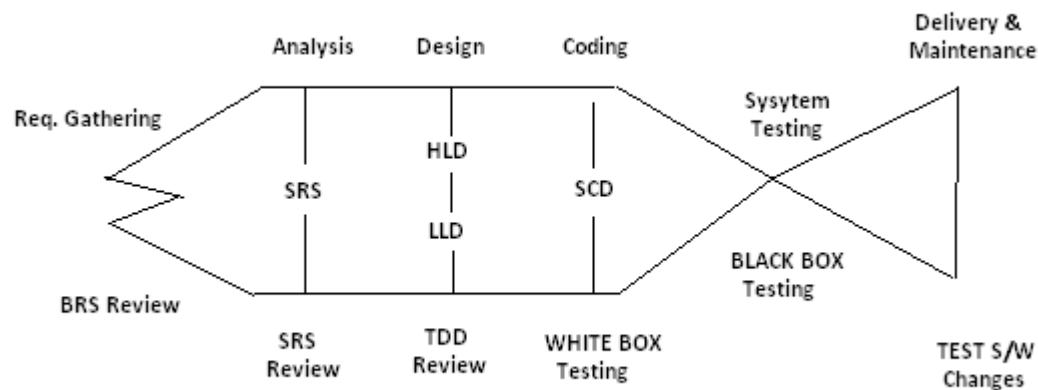 Delivery &
Maintenance
Analysis
Design
Coding
Req. Gathering
Sysytem
Testing
HLD
SRS
SCD
LLD
BLACK BOX
Testing
BRS Review
SRS
Review
TDD
Review
WHITE BOX
Testing
TEST S/W
Changes